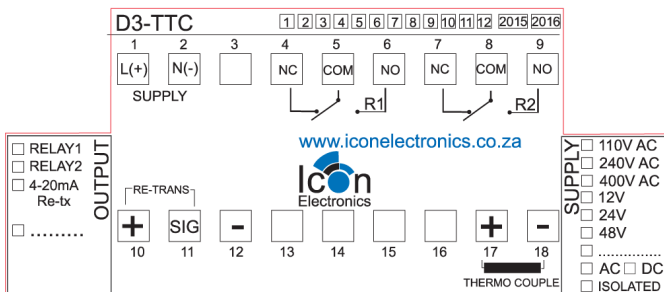 D3-TTC 1 2 3 4 5 6 7 8 9 10 11 12 2015 2016
1 2 3 4 5 6 7 8 9
L(+) N(-) NC COM NO NC COM NO
SUPPLY
R1 R2
www.iconelectronics.co.za
Icon
Electronics
OUTPUT
RELAY1
RELAY2
4-20mA
Re-tx
.........
RE-TRANS
+ SIG - + -
10 11 12 13 14 15 16 17 18
THERMO COUPLE
SUPPLY
110V AC
240V AC
400V AC
12V
24V
48V
...............
AC DC
ISOLATED